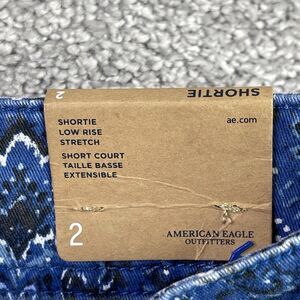 2
SHORTIE
SHORTIE
LOW RISE
STRETCH
ae.com
SHORT COURT
TAILLE BASSE
EXTENSIBLE
2
AMERICAN EAGLE
OUTFITTERS